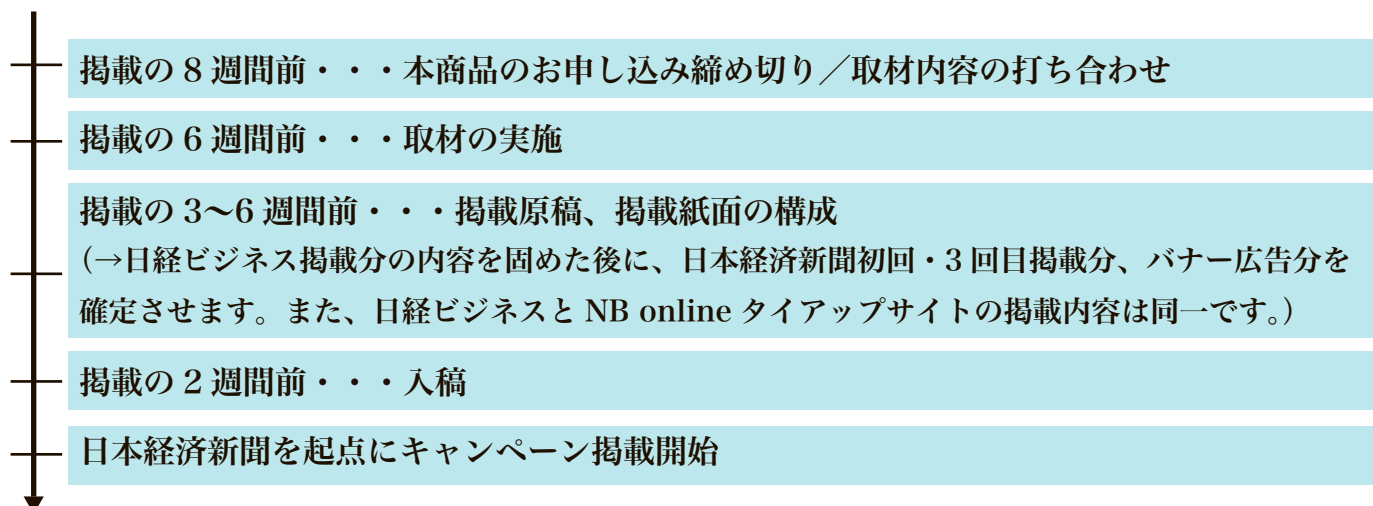 掲載の 8 週間前・・・本商品のお申し込み締め切り／取材内容の打ち合わせ
掲載の 6 週間前・・・取材の実施
掲載の 3〜6 週間前・・・掲載原稿、掲載紙面の構成
（→日経ビジネス掲載分の内容を固めた後に、日本経済新聞初回・3 回目掲載分、バナー広告分を
確定させます。また、日経ビジネスと NB online タイアップサイトの掲載内容は同一です。）
掲載の 2 週間前・・・入稿
日本経済新聞を起点にキャンペーン掲載開始